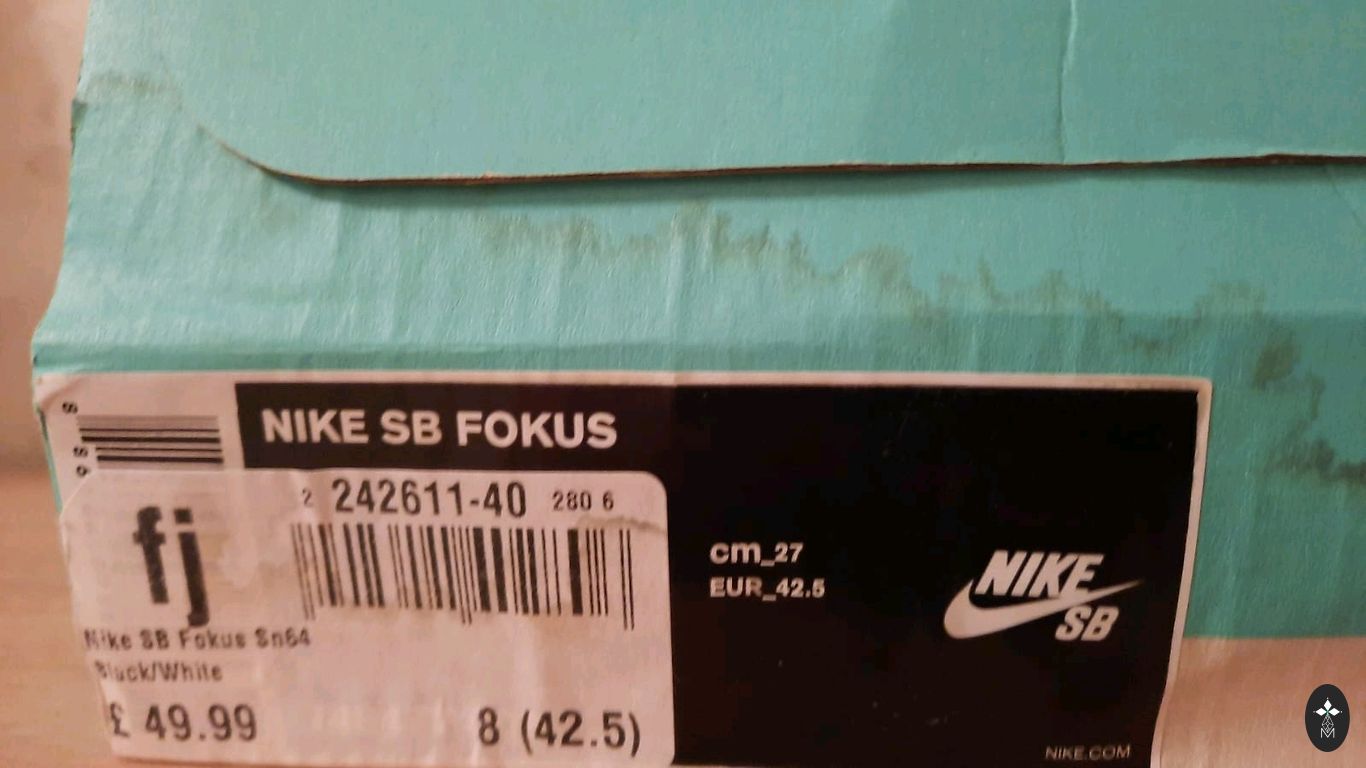 NIKE SB FOKUS
2 242611-40 280 6
fj
Nike SB Fokus Sn64
Black/White
£ 49.99
8 (42.5)
cm_27
EUR_42.5
NIKE
SB
NIKE.COM
M